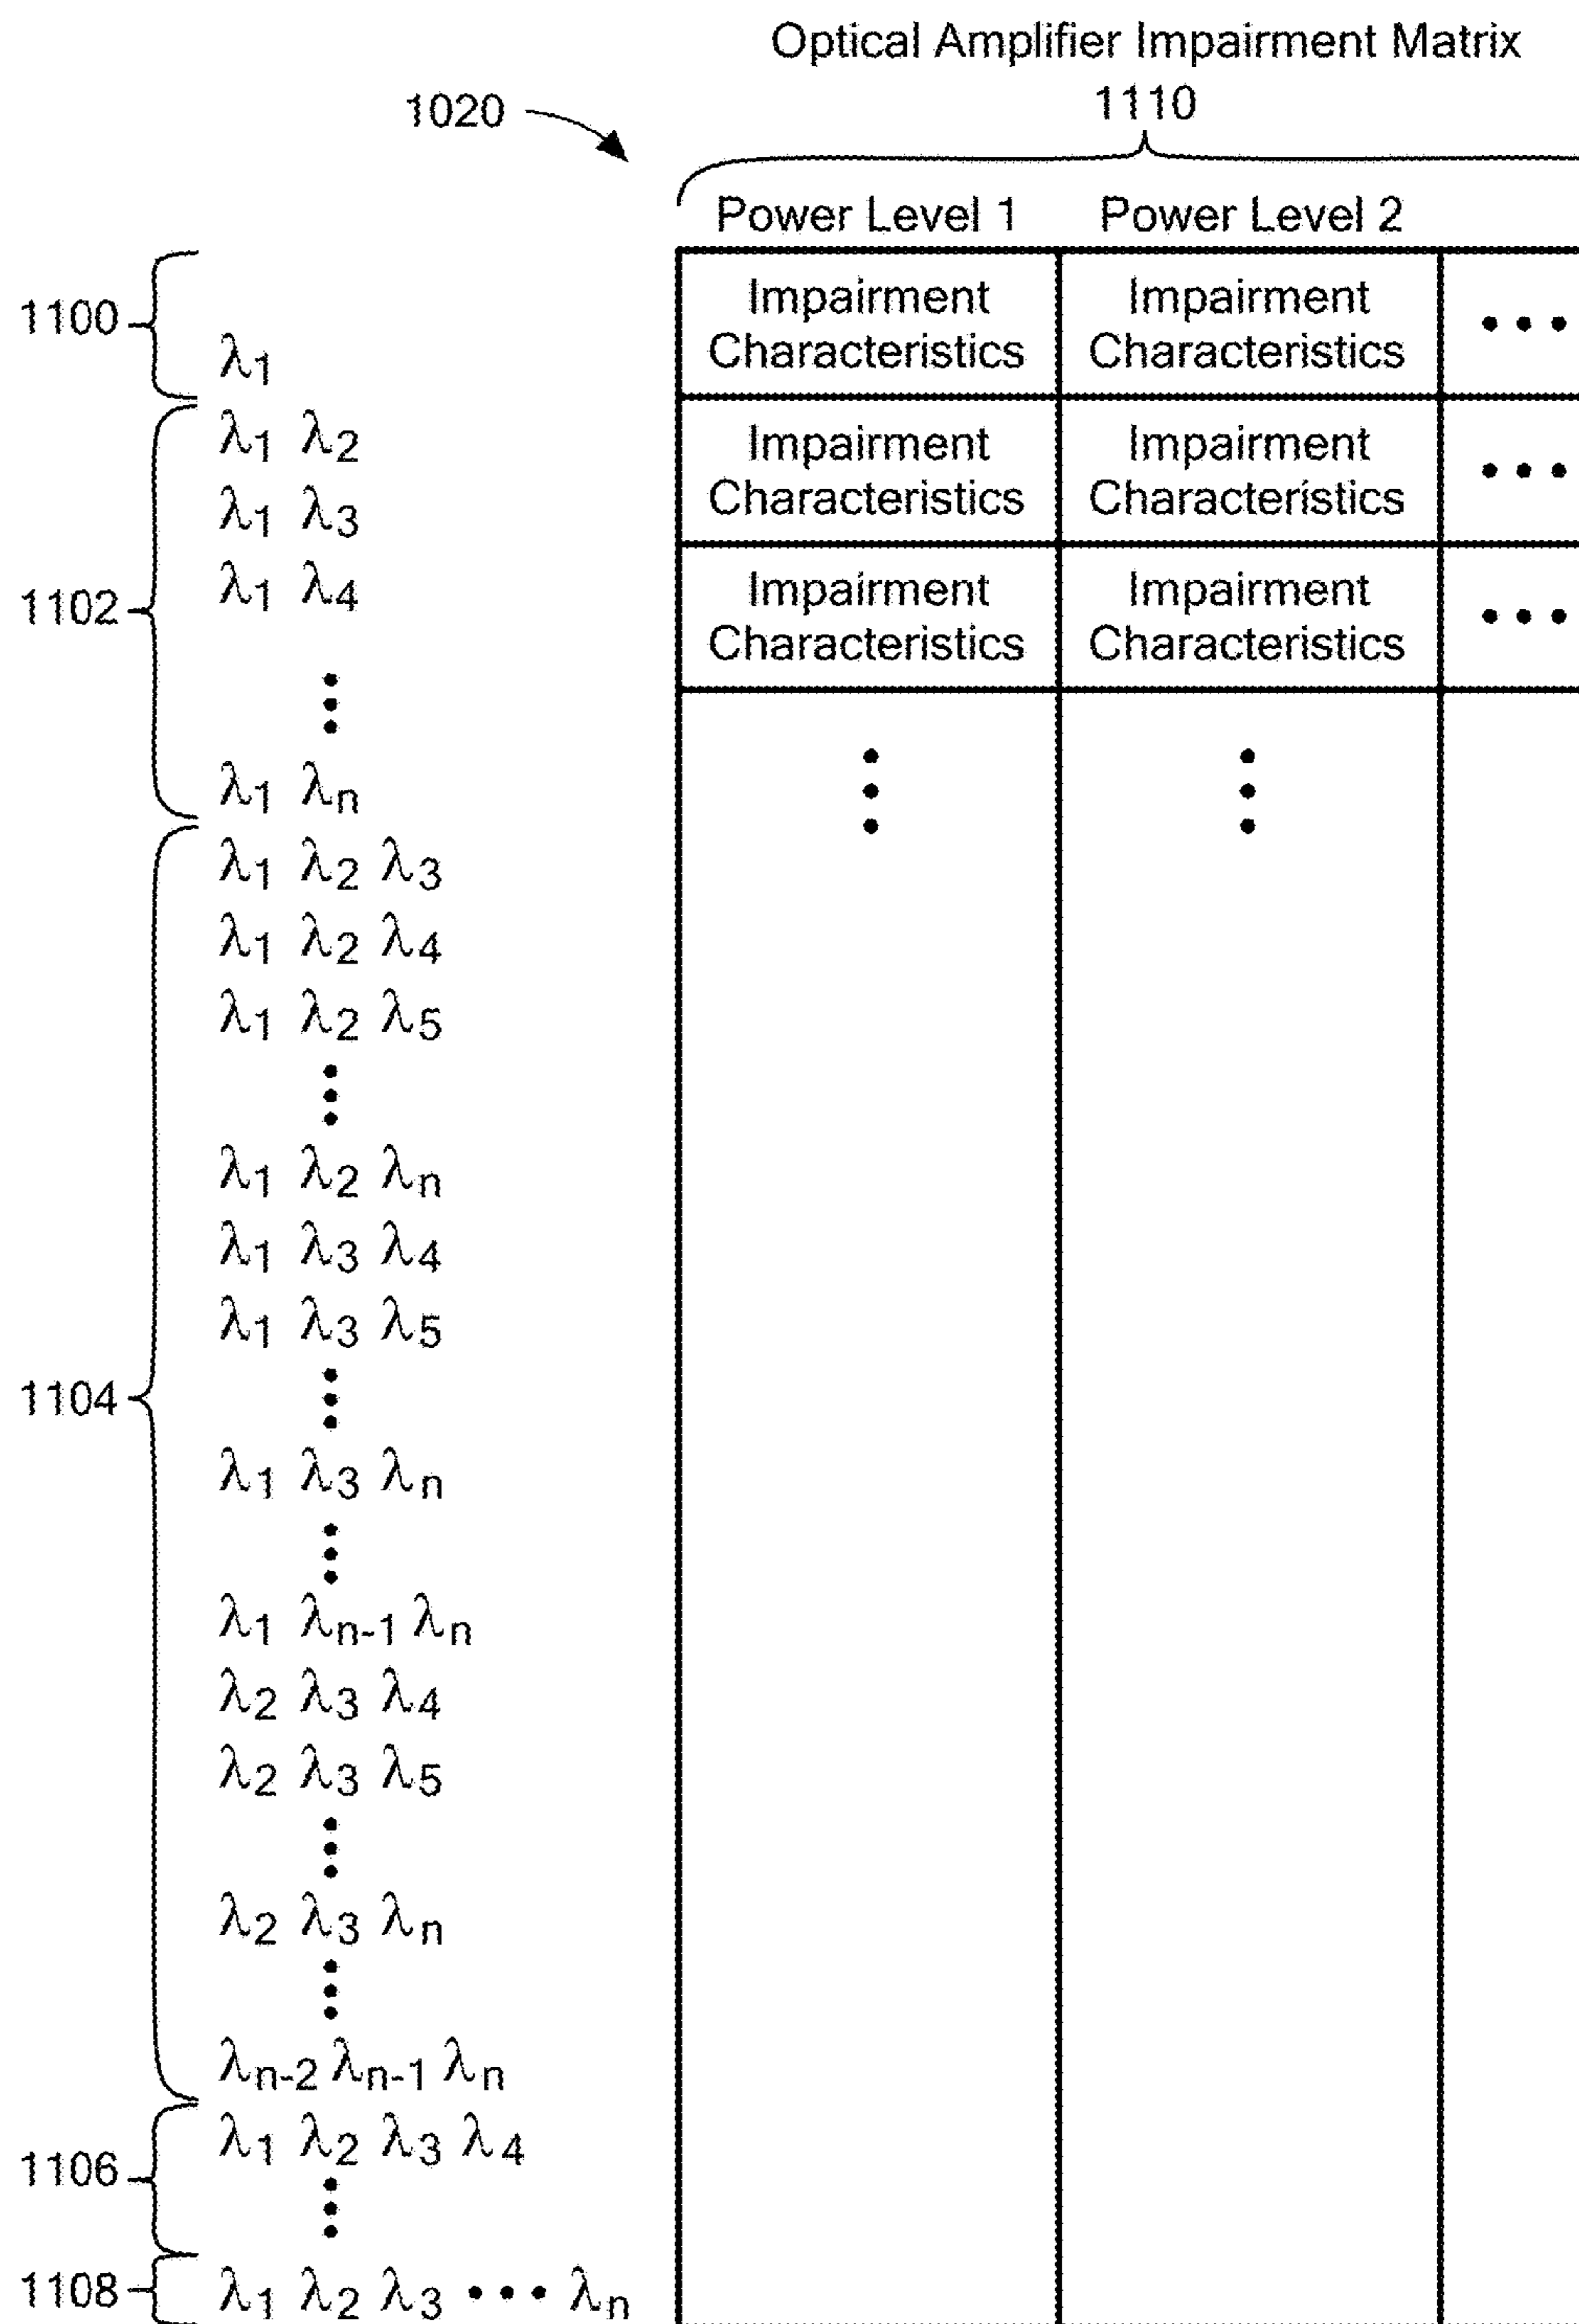 Optical Amplifier Impairment Matrix
1020
1110
Power Level 1 Power Level 2
1100
λ1
Impairment Characteristics Impairment Characteristics •••
1102
λ1 λ2
λ1 λ3
λ1 λ4
⋮
λ1 λn
Impairment Characteristics Impairment Characteristics •••
Impairment Characteristics Impairment Characteristics •••
⋮ ⋮
1104
λ1 λ2 λ3
λ1 λ2 λ4
λ1 λ2 λ5
⋮
λ1 λ2 λn
λ1 λ3 λ4
λ1 λ3 λ5
⋮
λ1 λ3 λn
⋮
λ1 λn-1 λn
λ2 λ3 λ4
λ2 λ3 λ5
⋮
λ2 λ3 λn
⋮
λn-2 λn-1 λn
1106
λ1 λ2 λ3 λ4
⋮
1108
λ1 λ2 λ3 ••• λn